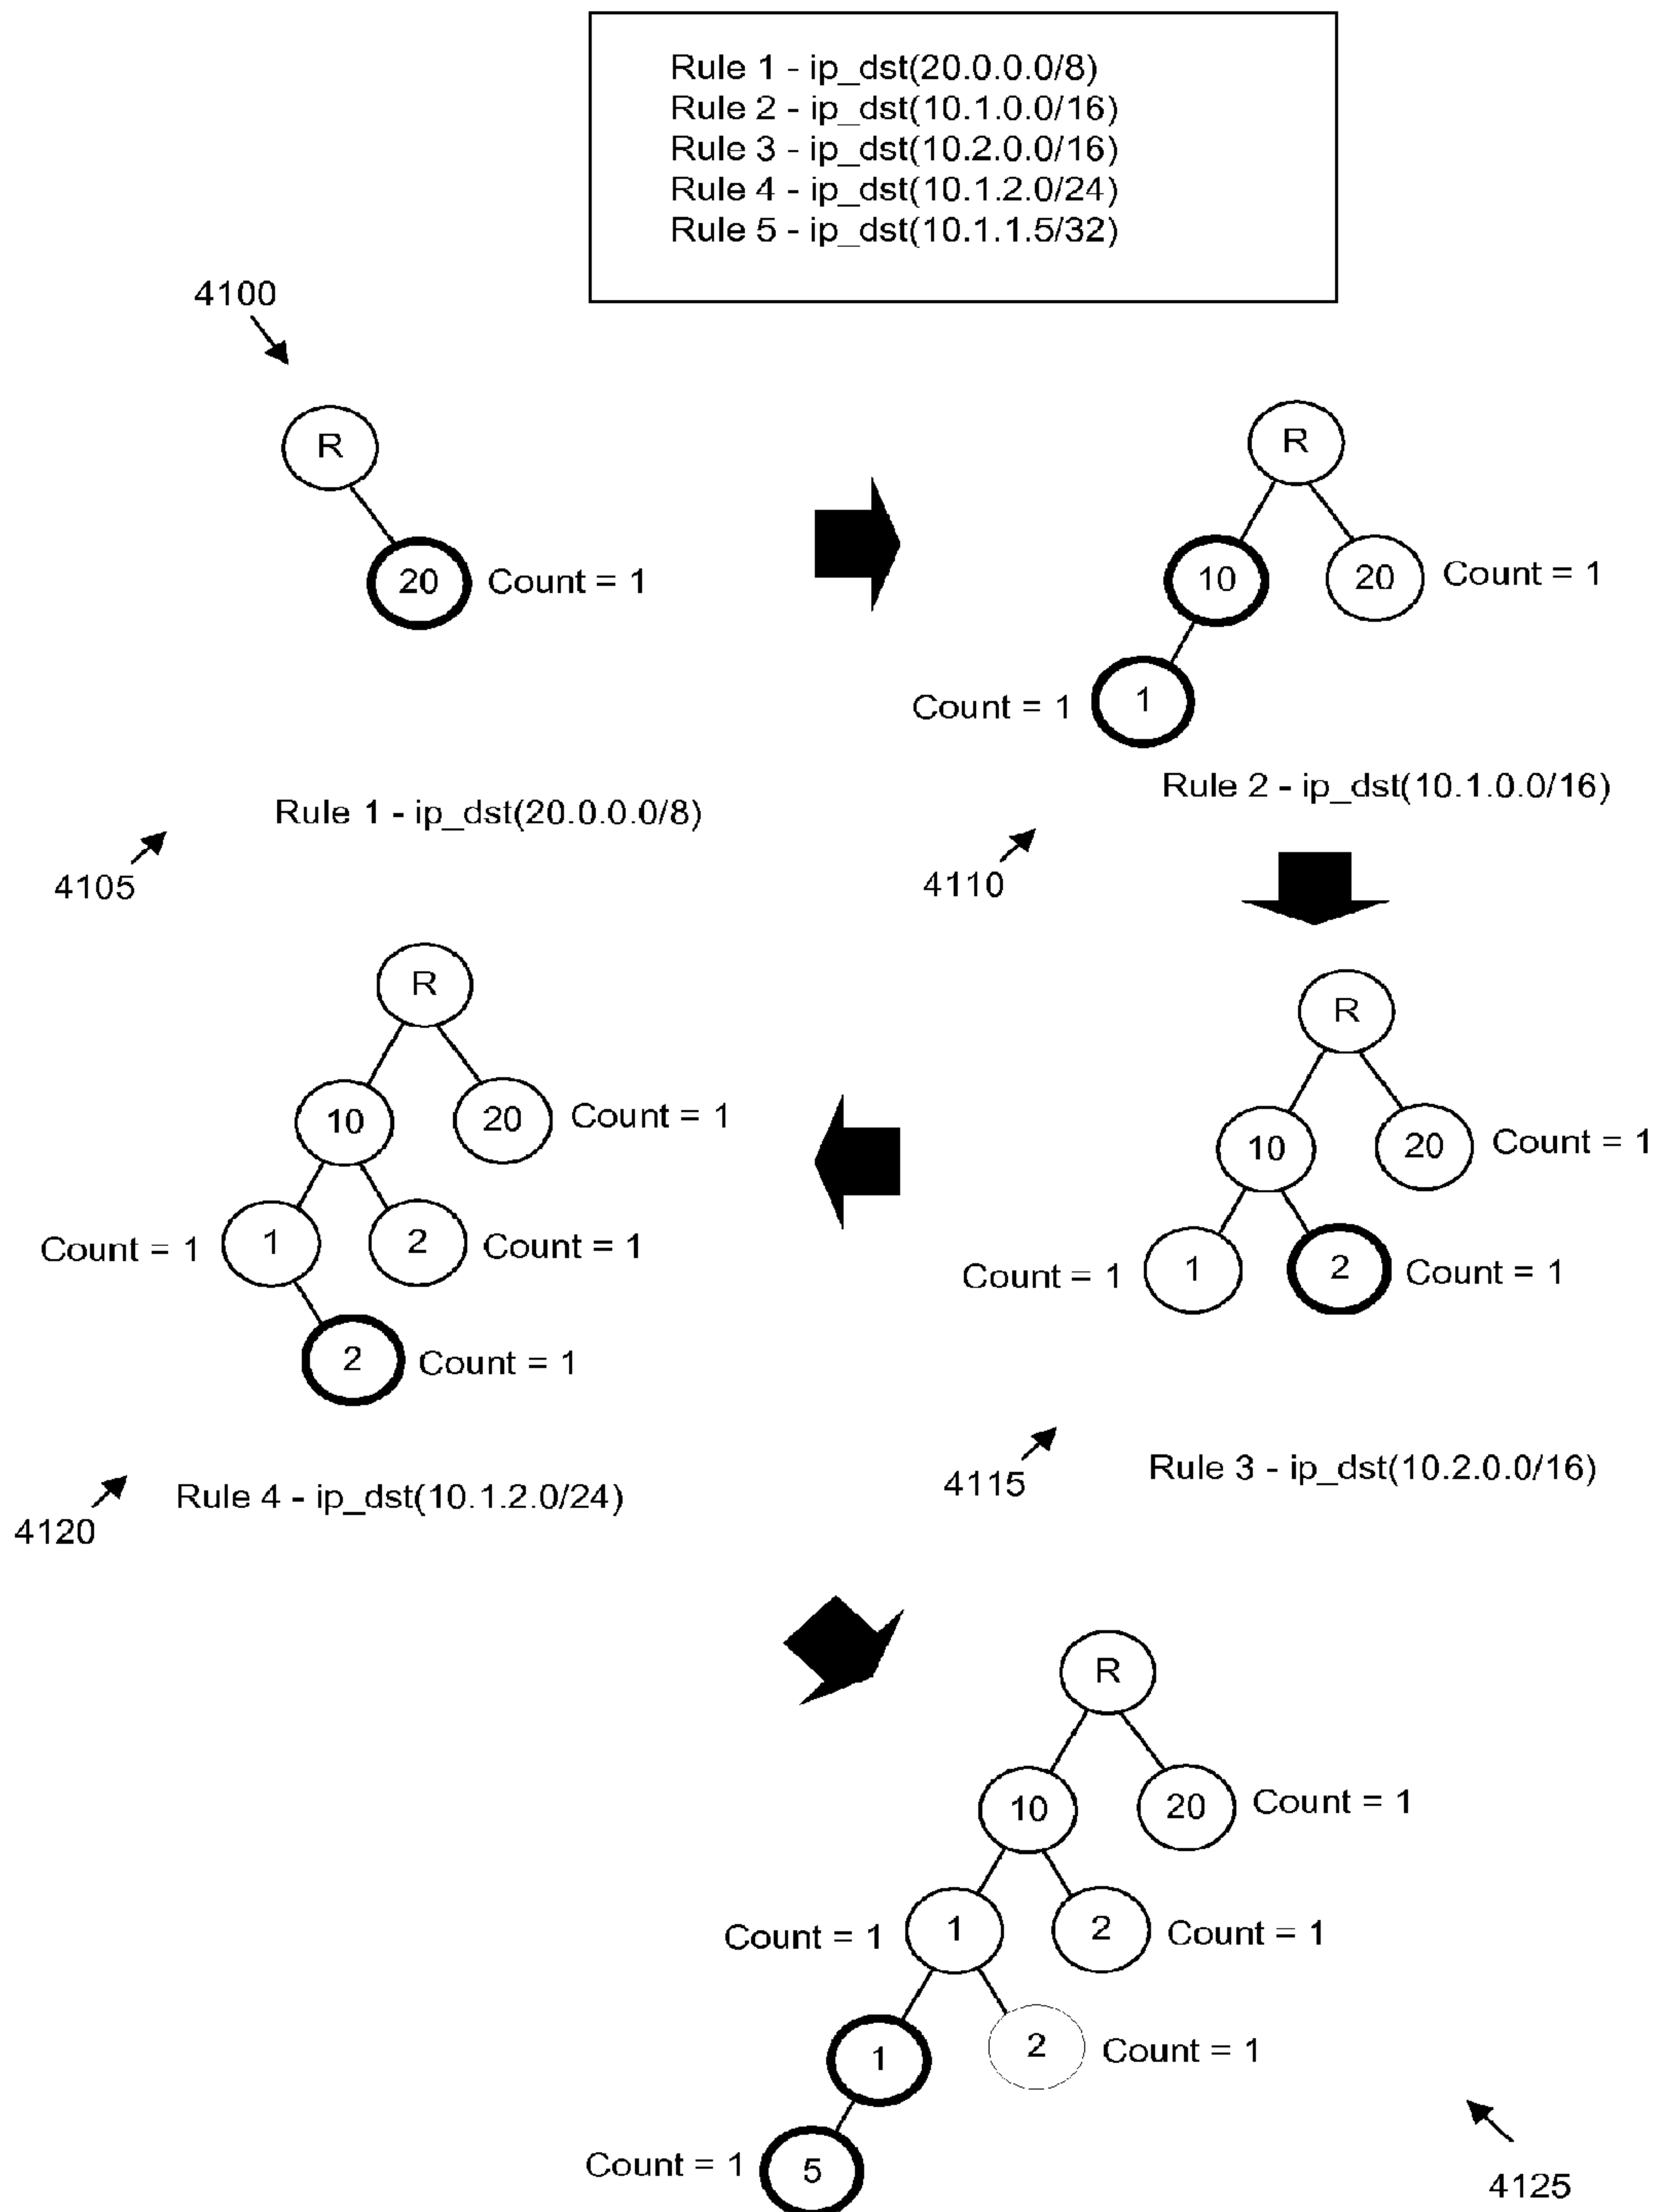 Rule 1 - ip_dst(20.0.0.0/8)
Rule 2 - ip_dst(10.1.0.0/16)
Rule 3 - ip_dst(10.2.0.0/16)
Rule 4 - ip_dst(10.1.2.0/24)
Rule 5 - ip_dst(10.1.1.5/32)
4100
R
20 Count = 1
Rule 1 - ip_dst(20.0.0.0/8)
4105
R
10 20 Count = 1
Count = 1 1
Rule 2 - ip_dst(10.1.0.0/16)
4110
R
10 20 Count = 1
Count = 1 1 2 Count = 1
4115 Rule 3 - ip_dst(10.2.0.0/16)
R
10 20 Count = 1
Count = 1 1 2 Count = 1
2 Count = 1
Rule 4 - ip_dst(10.1.2.0/24)
4120
R
10 20 Count = 1
Count = 1 1 2 Count = 1
1 2 Count = 1
Count = 1 5
4125